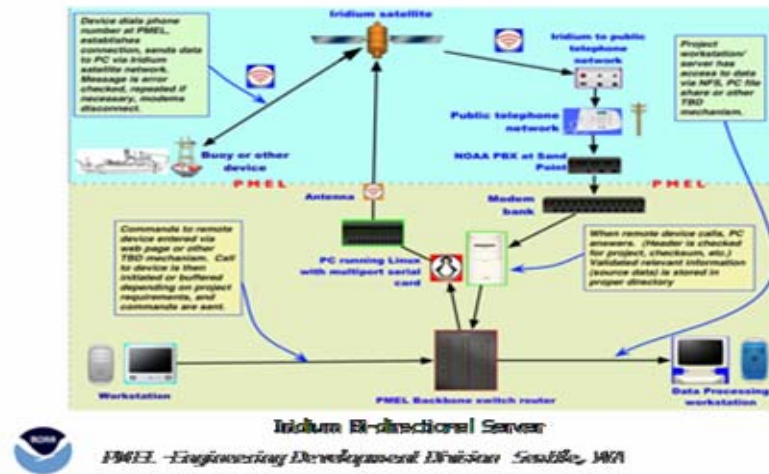 Device dials phone
number at PMEL,
establishes
connection, sends data
to PC via Iridium
satellite network.
Message is error
checked, repeated if
necessary, modems
disconnect.
Iridium satellite
Iridium to public
telephone
network
Project
workstation/
server has
access to data
via NFS, PC file
share or other
TBD
mechanism.
Public telephone
network
Buoy or other
device
NOAA PBX at Sand
Point
PMEL
PMEL
Antenna
Modem
bank
Commands to remote
device entered via
web page or other
TBD mechanism. Call
to device is then
initiated or buffered
depending on project
requirements, and
commands are sent.
PC running Linux
with multiport serial
card
When remote device calls, PC
answers. (Header is checked
for project, checksum, etc.)
Validated relevant information
(source data) is stored in
proper directory
Workstation
PMEL Backbone switch router
Data Processing
workstation
Iridium Bi-directional Server
NOAA
PMEL -Engineering Development Division Seattle, WA